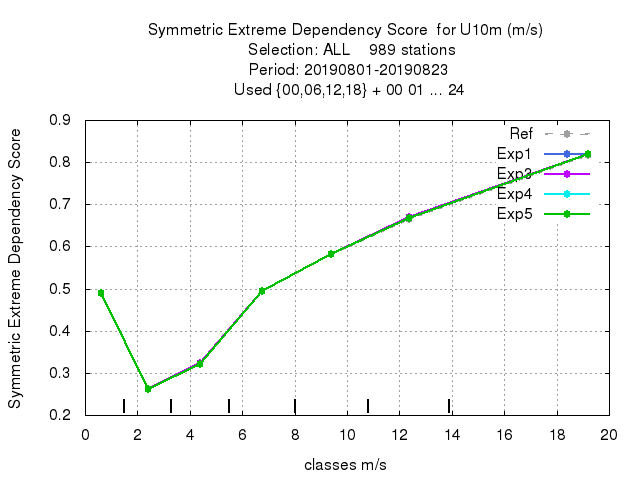 Symmetric Extreme Dependency Score  for U10m (m/s)
Selection: ALL    989 stations
Period: 20190801-20190823
Used {00,06,12,18} + 00 01 ... 24
Symmetric Extreme Dependency Score
0.9
0.8
0.7
0.6
0.5
0.4
0.3
0.2
Ref
Exp1
Exp3
Exp4
Exp5
0 2 4 6 8 10 12 14 16 18 20
classes m/s